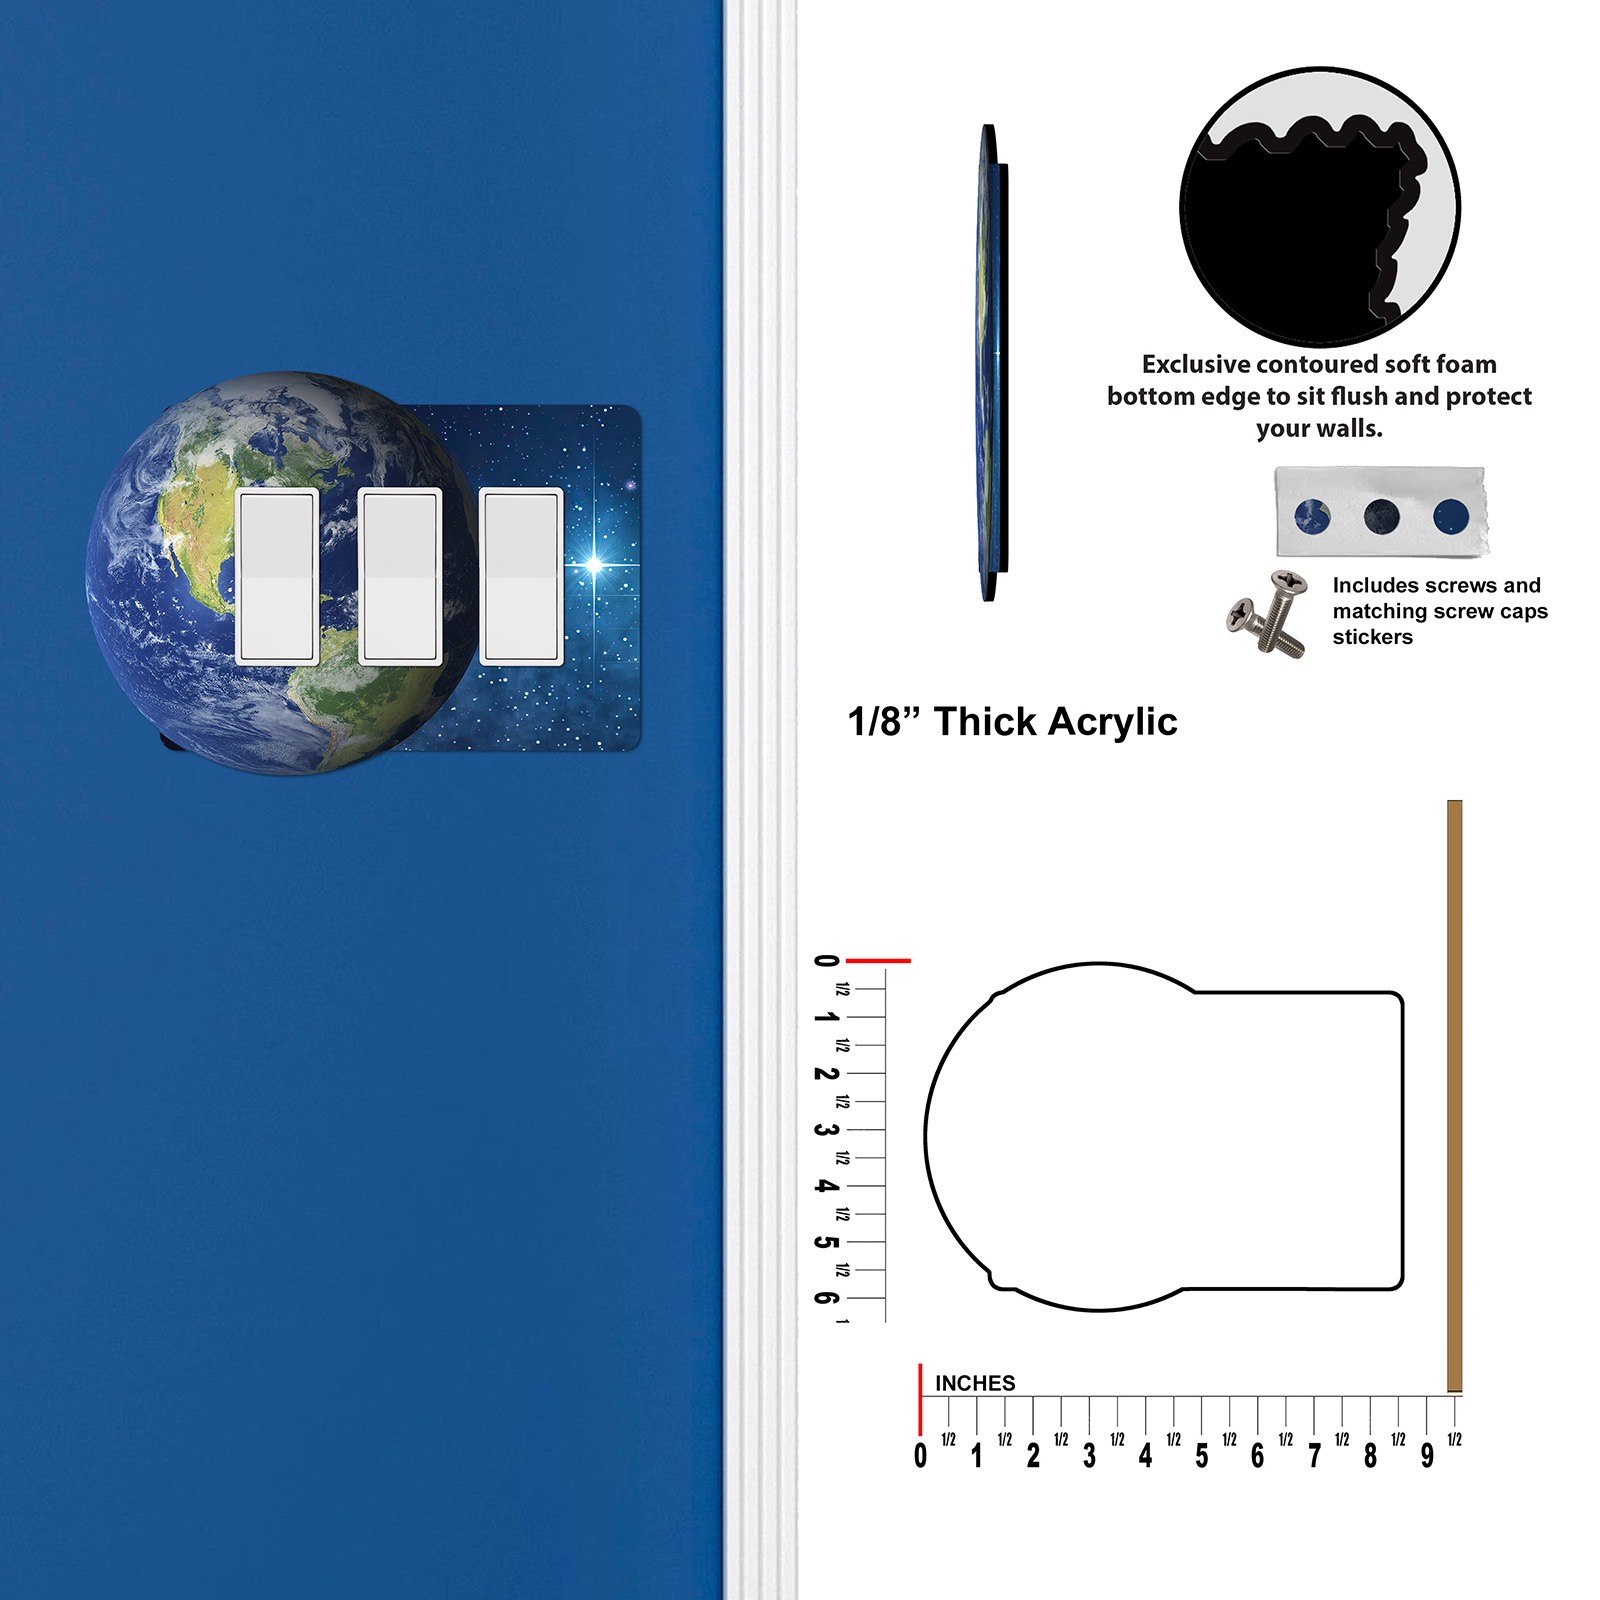 Exclusive contoured soft foam
bottom edge to sit flush and protect
your walls.
Includes screws and
matching screw caps
stickers
1/8” Thick Acrylic
0
1/2
1
1/2
2
1/2
3
1/2
4
1/2
5
1/2
6
1
INCHES
0 1/2 1 1/2 2 1/2 3 1/2 4 1/2 5 1/2 6 1/2 7 1/2 8 1/2 9 1/2